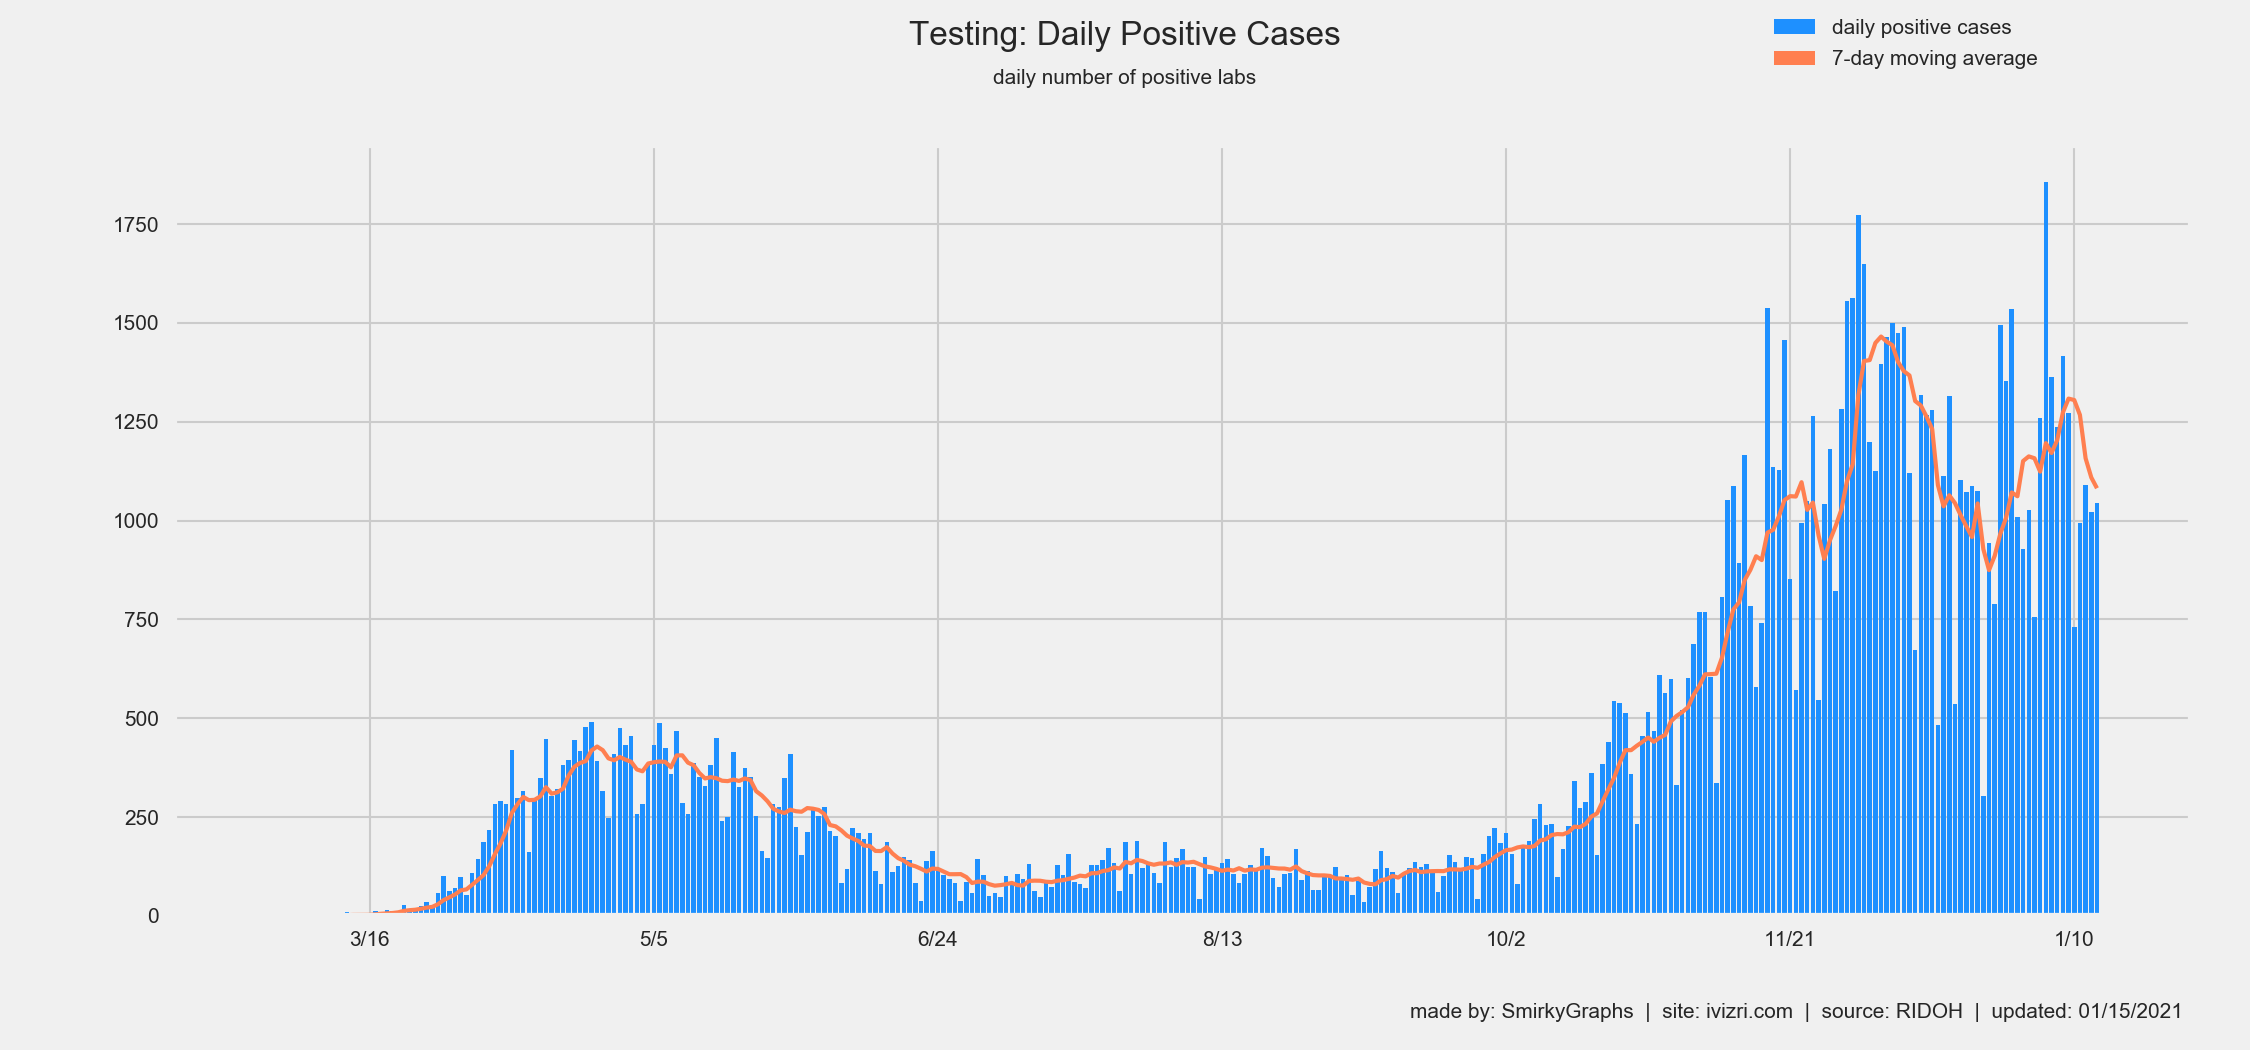 Testing: Daily Positive Cases
daily number of positive labs
daily positive cases
7-day moving average
1750
1500
1250
1000
750
500
250
0
3/16 5/5 6/24 8/13 10/2 11/21 1/10
made by: SmirkyGraphs | site: ivizri.com | source: RIDOH | updated: 01/15/2021